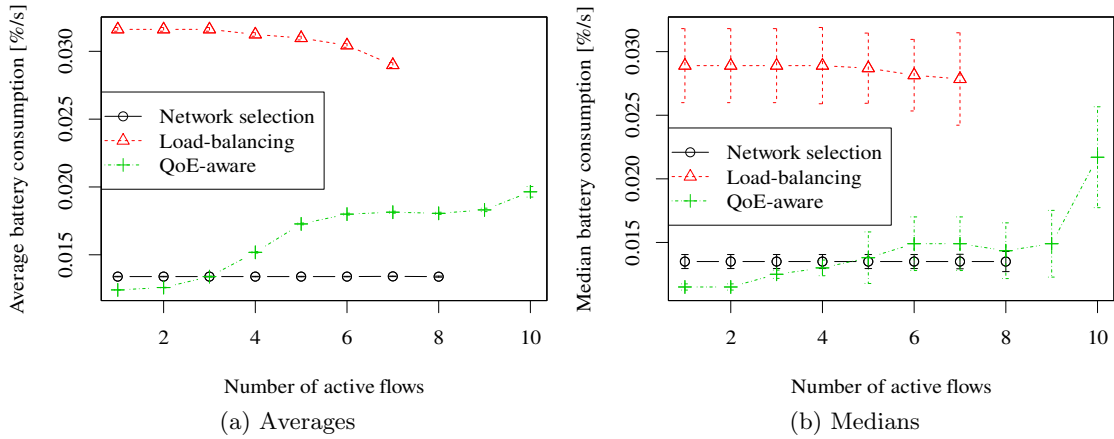 Average battery consumption [%/s]
0.030
0.025
0.020
0.015
Network selection
Load-balancing
QoE-aware
2 4 6 8 10
Number of active flows
(a) Averages
Median battery consumption [%/s]
0.030
0.025
0.020
0.015
Network selection
Load-balancing
QoE-aware
2 4 6 8 10
Number of active flows
(b) Medians